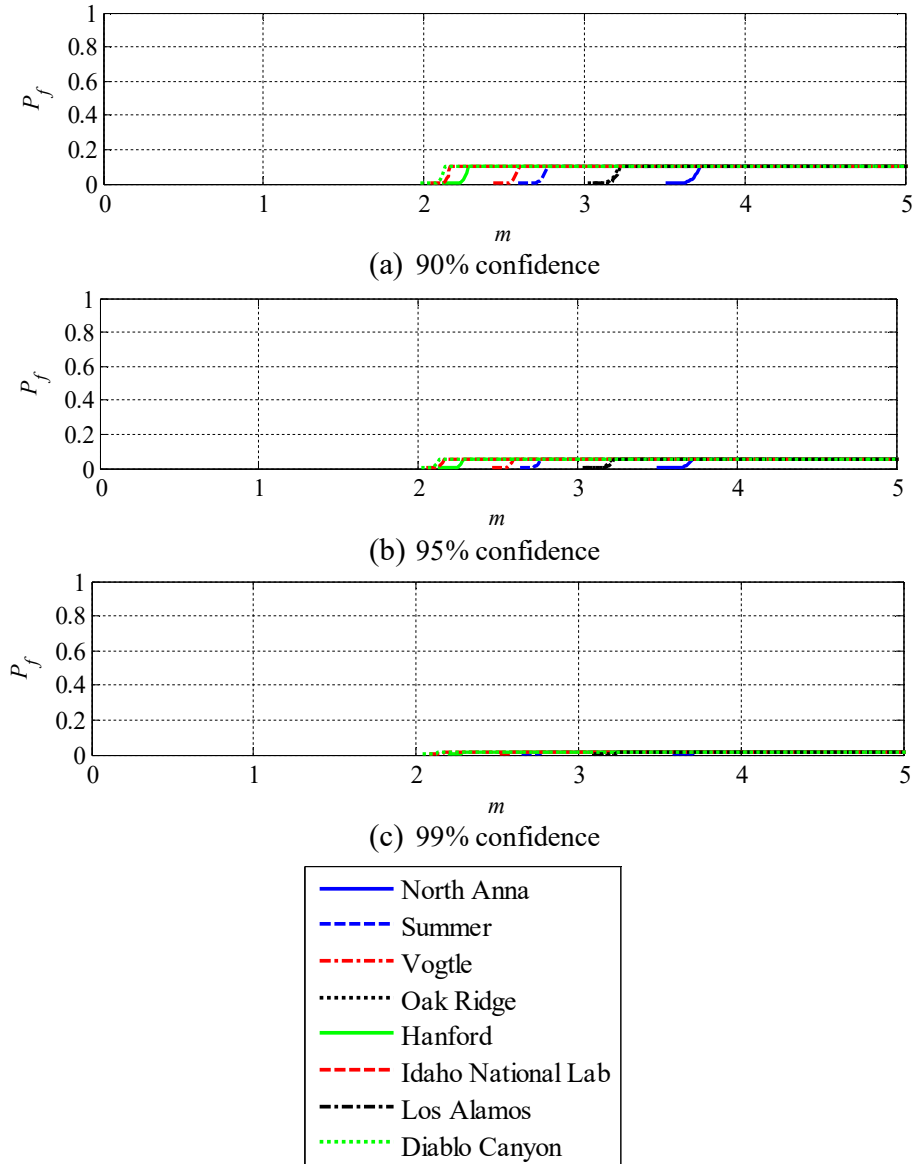 1
0.8
0.6
0.4
0.2
0
P_f
0 1 2 3 4 5
m
(a) 90% confidence
1
0.8
0.6
0.4
0.2
0
P_f
0 1 2 3 4 5
m
(b) 95% confidence
1
0.8
0.6
0.4
0.2
0
P_f
0 1 2 3 4 5
m
(c) 99% confidence
North Anna
Summer
Vogtle
Oak Ridge
Hanford
Idaho National Lab
Los Alamos
Diablo Canyon